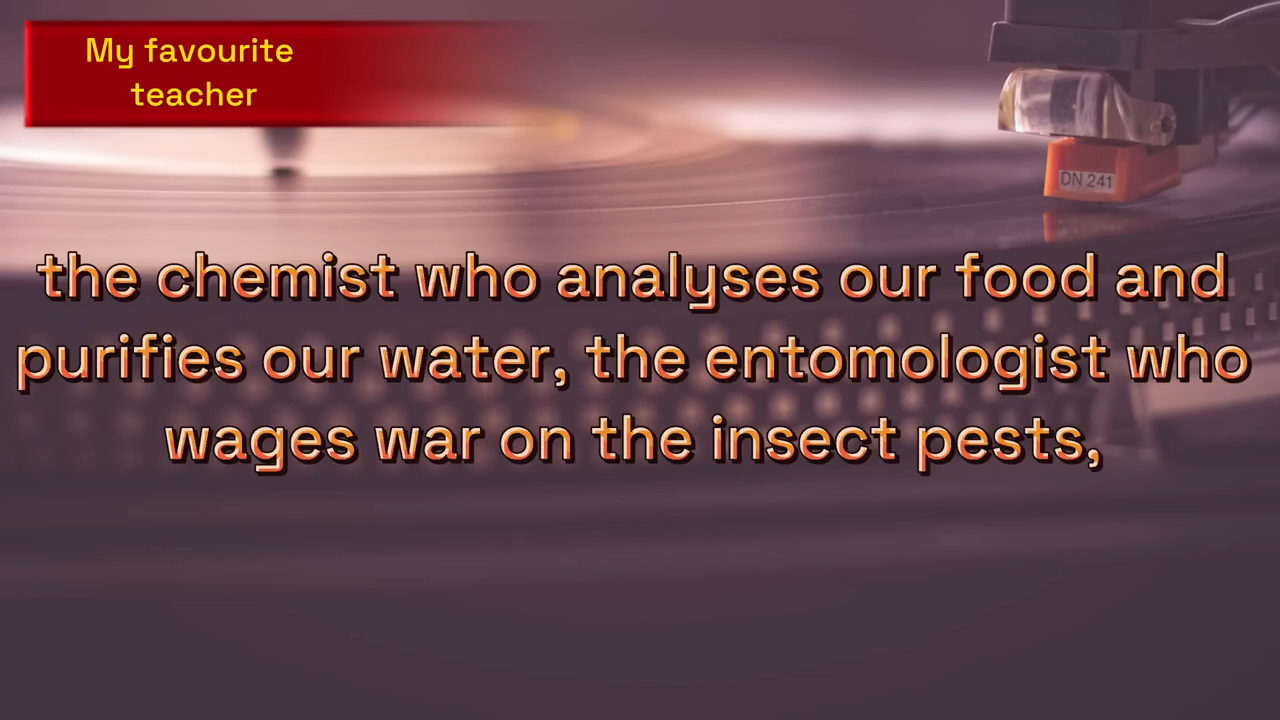 My favourite
teacher
DN 241
the chemist who analyses our food and
purifies our water, the entomologist who
wages war on the insect pests,